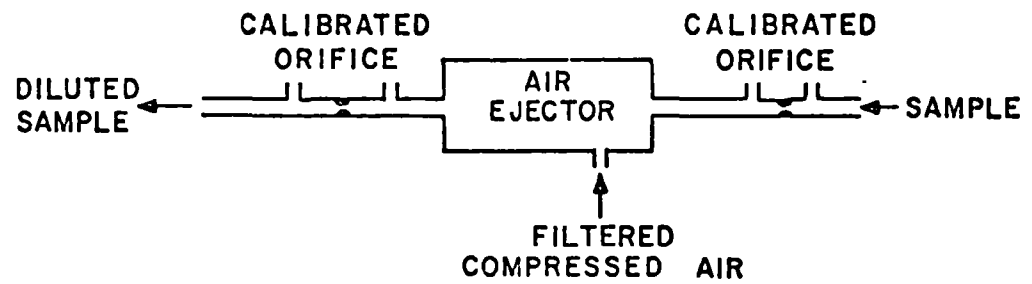 CALIBRATED
ORIFICE
CALIBRATED
ORIFICE
DILUTED
SAMPLE
AIR
EJECTOR
SAMPLE
FILTERED
COMPRESSED AIR